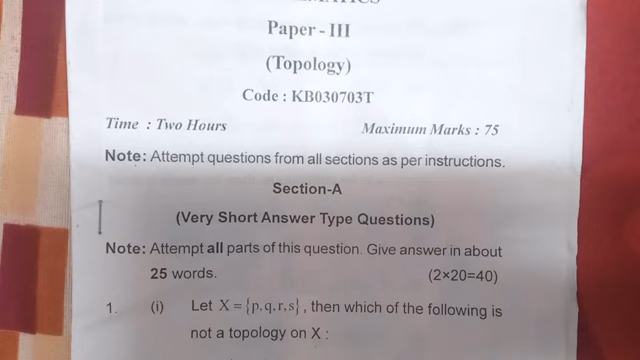 Paper - III
(Topology)
Code : KB030703T
Time : Two Hours Maximum Marks : 75
Note: Attempt questions from all sections as per instructions.
Section-A
(Very Short Answer Type Questions)
Note: Attempt all parts of this question. Give answer in about
25 words. (2×20=40)
1. (i) Let X = {p,q,r,s}, then which of the following is
not a topology on X :